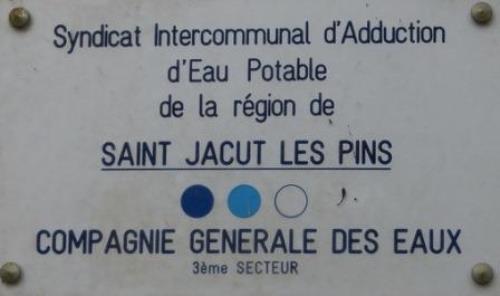 Syndicat Intercommunal d'Adduction
d'Eau Potable
de la région de
SAINT JACUT LES PINS
COMPAGNIE GENERALE DES EAUX
3ème SECTEUR